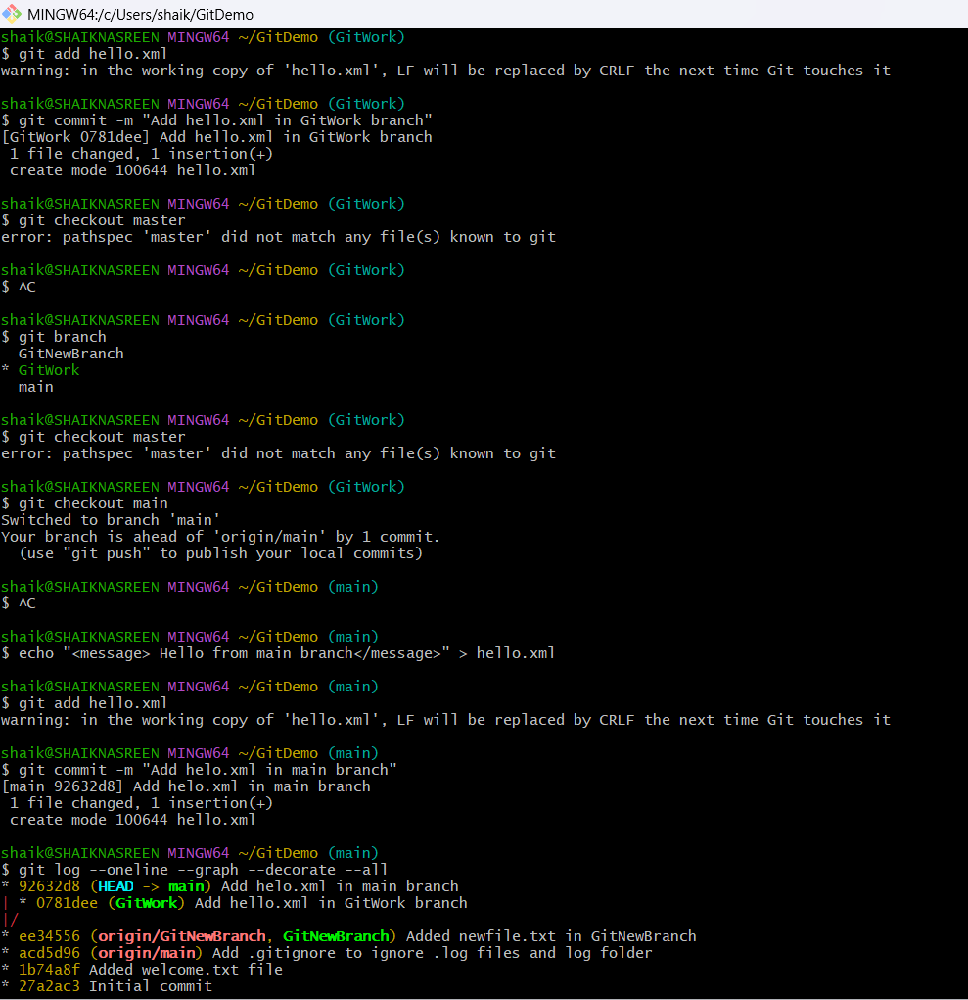 MINGW64:/c/Users/shaik/GitDemo
shaik@SHAIKNASREEN MINGW64 ~/GitDemo (GitWork)
$ git add hello.xml
warning: in the working copy of 'hello.xml', LF will be replaced by CRLF the next time Git touches it
shaik@SHAIKNASREEN MINGW64 ~/GitDemo (GitWork)
$ git commit -m "Add hello.xml in GitWork branch"
[GitWork 0781dee] Add hello.xml in GitWork branch
 1 file changed, 1 insertion(+)
 create mode 100644 hello.xml
shaik@SHAIKNASREEN MINGW64 ~/GitDemo (GitWork)
$ git checkout master
error: pathspec 'master' did not match any file(s) known to git
shaik@SHAIKNASREEN MINGW64 ~/GitDemo (GitWork)
$ ^C
shaik@SHAIKNASREEN MINGW64 ~/GitDemo (GitWork)
$ git branch
  GitNewBranch
* GitWork
  main
shaik@SHAIKNASREEN MINGW64 ~/GitDemo (GitWork)
$ git checkout master
error: pathspec 'master' did not match any file(s) known to git
shaik@SHAIKNASREEN MINGW64 ~/GitDemo (GitWork)
$ git checkout main
Switched to branch 'main'
Your branch is ahead of 'origin/main' by 1 commit.
  (use "git push" to publish your local commits)
shaik@SHAIKNASREEN MINGW64 ~/GitDemo (main)
$ ^C
shaik@SHAIKNASREEN MINGW64 ~/GitDemo (main)
$ echo "<message> Hello from main branch</message>" > hello.xml
shaik@SHAIKNASREEN MINGW64 ~/GitDemo (main)
$ git add hello.xml
warning: in the working copy of 'hello.xml', LF will be replaced by CRLF the next time Git touches it
shaik@SHAIKNASREEN MINGW64 ~/GitDemo (main)
$ git commit -m "Add helo.xml in main branch"
[main 92632d8] Add helo.xml in main branch
 1 file changed, 1 insertion(+)
 create mode 100644 hello.xml
shaik@SHAIKNASREEN MINGW64 ~/GitDemo (main)
$ git log --oneline --graph --decorate --all
* 92632d8 (HEAD -> main) Add helo.xml in main branch
| * 0781dee (GitWork) Add hello.xml in GitWork branch
|/
* ee34556 (origin/GitNewBranch, GitNewBranch) Added newfile.txt in GitNewBranch
* acd5d96 (origin/main) Add .gitignore to ignore .log files and log folder
* 1b74a8f Added welcome.txt file
* 27a2ac3 Initial commit